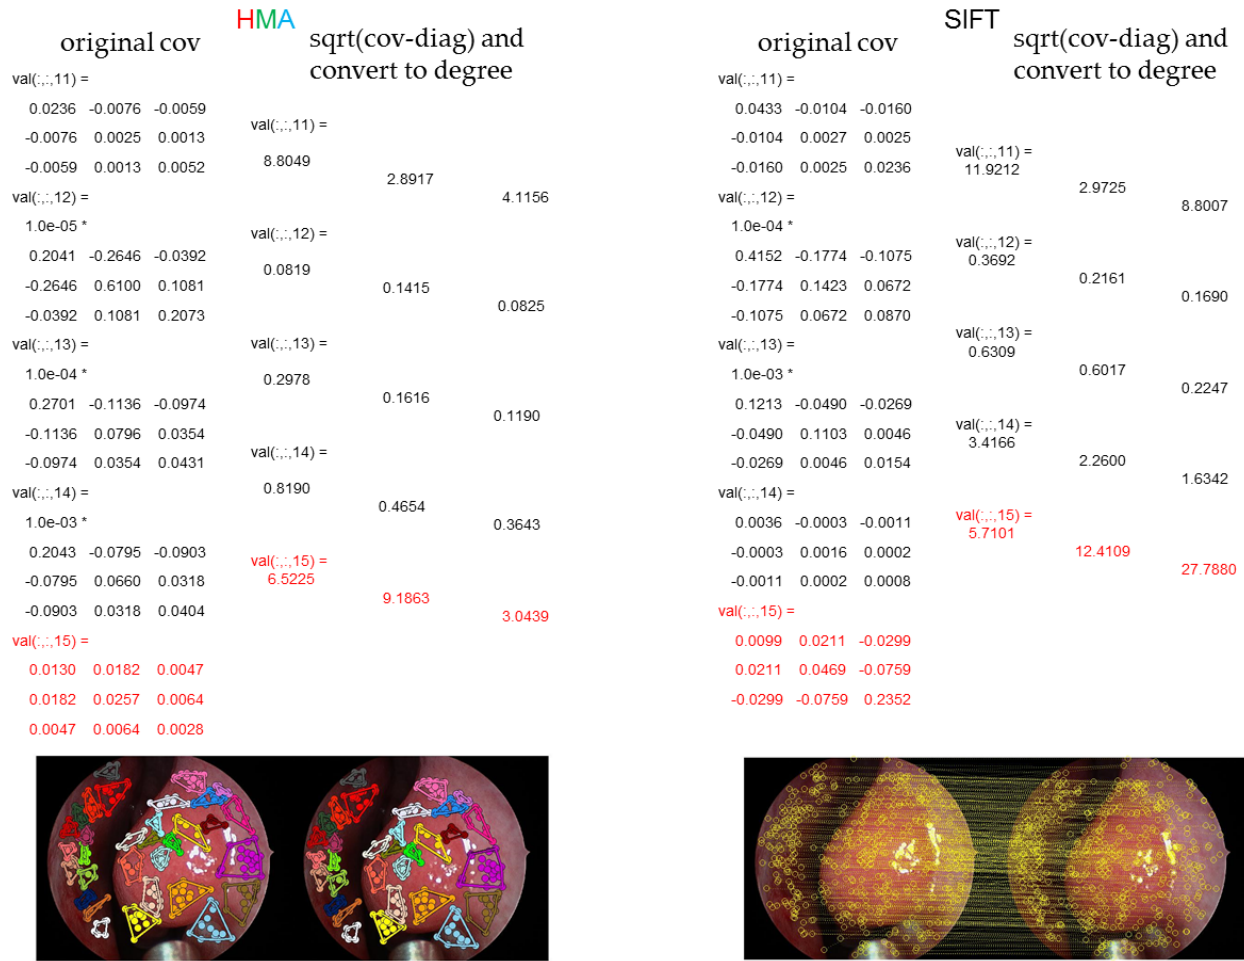 HMA
original cov
sqrt(cov-diag) and
convert to degree
val(:,:,11) =
0.0236 -0.0076 -0.0059
-0.0076 0.0025 0.0013
-0.0059 0.0013 0.0052
val(:,:,12) =
1.0e-05 *
0.2041 -0.2646 -0.0392
-0.2646 0.6100 0.1081
-0.0392 0.1081 0.2073
val(:,:,13) =
1.0e-04 *
0.2701 -0.1136 -0.0974
-0.1136 0.0796 0.0354
-0.0974 0.0354 0.0431
val(:,:,14) =
1.0e-03 *
0.2043 -0.0795 -0.0903
-0.0795 0.0660 0.0318
-0.0903 0.0318 0.0404
val(:,:,15) =
0.0130 0.0182 0.0047
0.0182 0.0257 0.0064
0.0047 0.0064 0.0028
val(:,:,11) =
8.8049
2.8917
4.1156
val(:,:,12) =
0.0819
0.1415
0.0825
val(:,:,13) =
0.2978
0.1616
0.1190
val(:,:,14) =
0.8190
0.4654
0.3643
val(:,:,15) =
6.5225
9.1863
3.0439
SIFT
original cov
sqrt(cov-diag) and
convert to degree
val(:,:,11) =
0.0433 -0.0104 -0.0160
-0.0104 0.0027 0.0025
-0.0160 0.0025 0.0236
val(:,:,12) =
1.0e-04 *
0.4152 -0.1774 -0.1075
-0.1774 0.1423 0.0672
-0.1075 0.0672 0.0870
val(:,:,13) =
1.0e-03 *
0.1213 -0.0490 -0.0269
-0.0490 0.1103 0.0046
-0.0269 0.0046 0.0154
val(:,:,14) =
0.0036 -0.0003 -0.0011
-0.0003 0.0016 0.0002
-0.0011 0.0002 0.0008
val(:,:,15) =
0.0099 0.0211 -0.0299
0.0211 0.0469 -0.0759
-0.0299 -0.0759 0.2352
val(:,:,11) =
11.9212
2.9725
8.8007
val(:,:,12) =
0.3692
0.2161
0.1690
val(:,:,13) =
0.6309
0.6017
0.2247
val(:,:,14) =
3.4166
2.2600
1.6342
val(:,:,15) =
5.7101
12.4109
27.7880